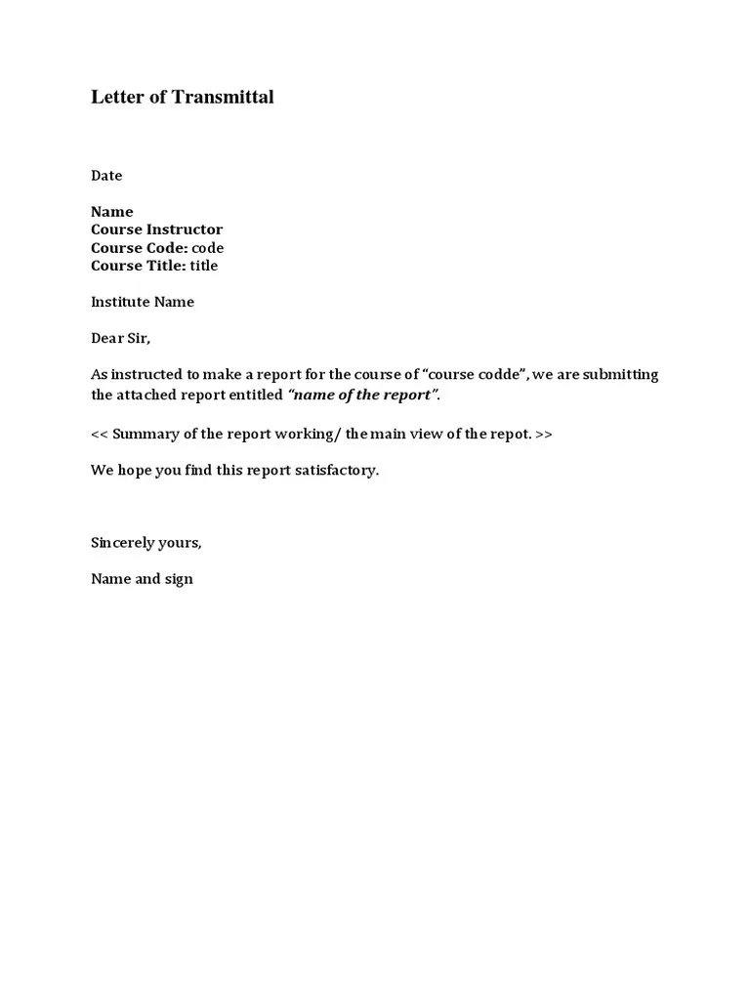 Letter of Transmittal
Date
Name
Course Instructor
Course Code: code
Course Title: title
Institute Name
Dear Sir,
As instructed to make a report for the course of “course codde”, we are submitting
the attached report entitled “name of the report”.
<< Summary of the report working/ the main view of the repot. >>
We hope you find this report satisfactory.
Sincerely yours,
Name and sign